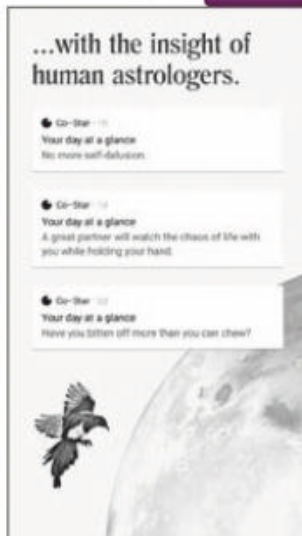 ...with the insight of
human astrologers.
Co–Star
Your day at a glance
No more self-delusion.
Co–Star · 1d
Your day at a glance
A great partner will watch the chaos of life with
you while holding your hand.
Co–Star
Your day at a glance
Have you bitten off more than you can chew?